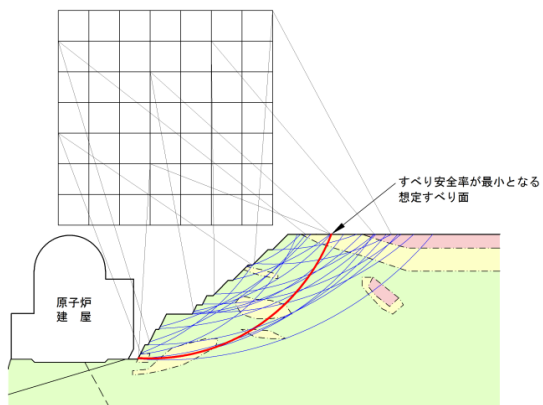 すべり安全率が最小となる
想定すべり面
原子炉
建　屋